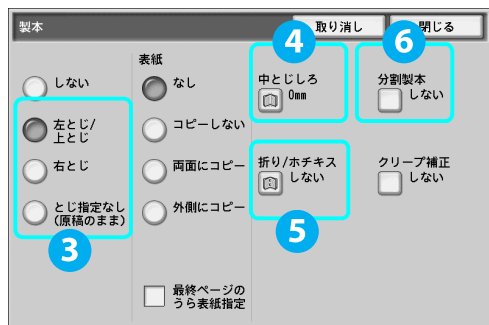 製本
取り消し
閉じる
4
6
しない
左とじ/
上とじ
右とじ
とじ指定なし
(原稿のまま)
3
表紙
なし
コピーしない
両面にコピー
外側にコピー
最終ページの
うら表紙指定
中とじしろ
0mm
折り/ホチキス
しない
5
分割製本
しない
クリープ補正
しない